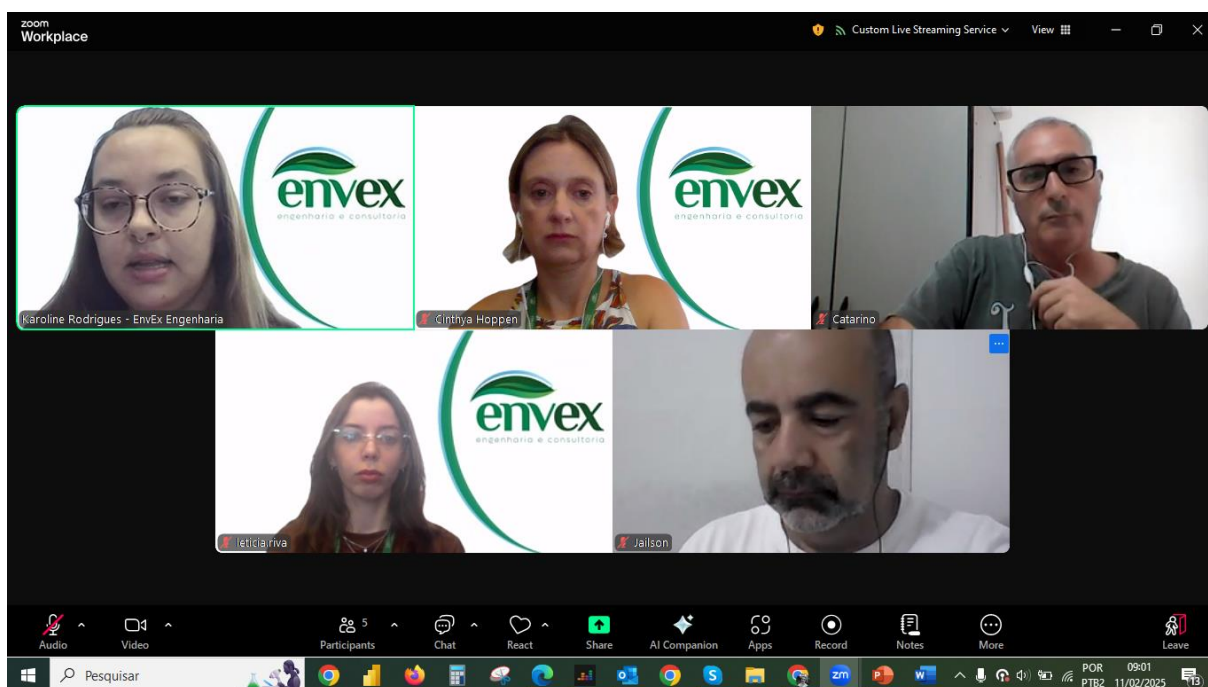 zoom
Workplace
Custom Live Streaming Service
View
envex
engenharia e consultoria
Karoline Rodrigues - EnvEx Engenharia
envex
engenharia e consultoria
Cinthya Hoppen
Catarino
envex
engenharia e consultoria
leticia.riva
Jailson
Audio
Video
5
Participants
Chat
React
Share
AI Companion
Apps
Record
Notes
More
Leave
Pesquisar
S
zm
P
W
POR
PTB2
09:01
11/02/2025
13